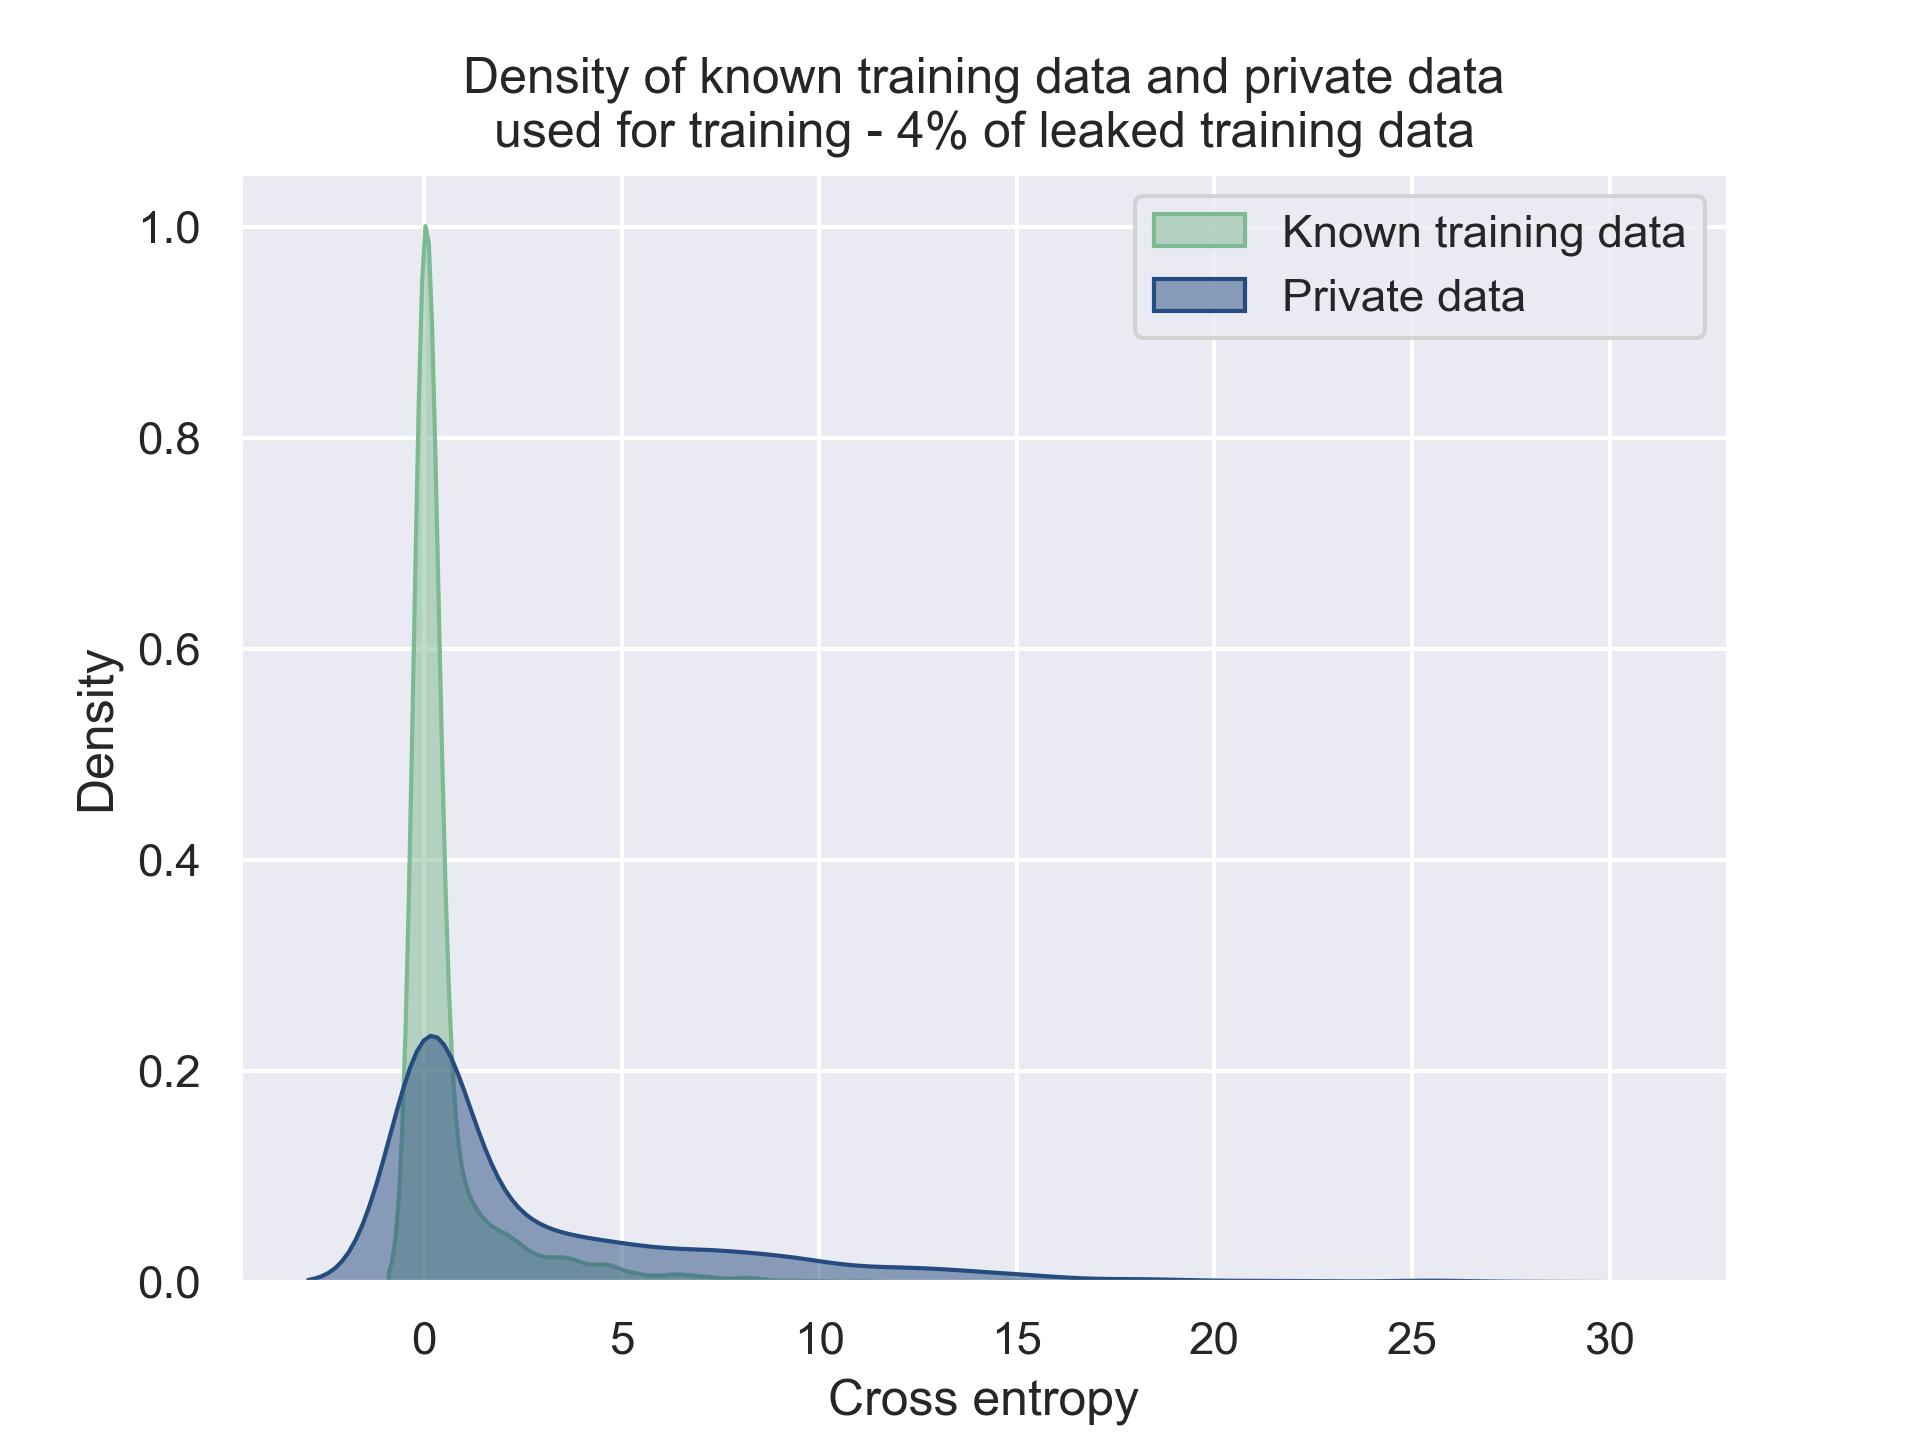 Density of known training data and private data
used for training - 4% of leaked training data
Known training data
Private data
Density
1.0
0.8
0.6
0.4
0.2
0.0
0 5 10 15 20 25 30
Cross entropy